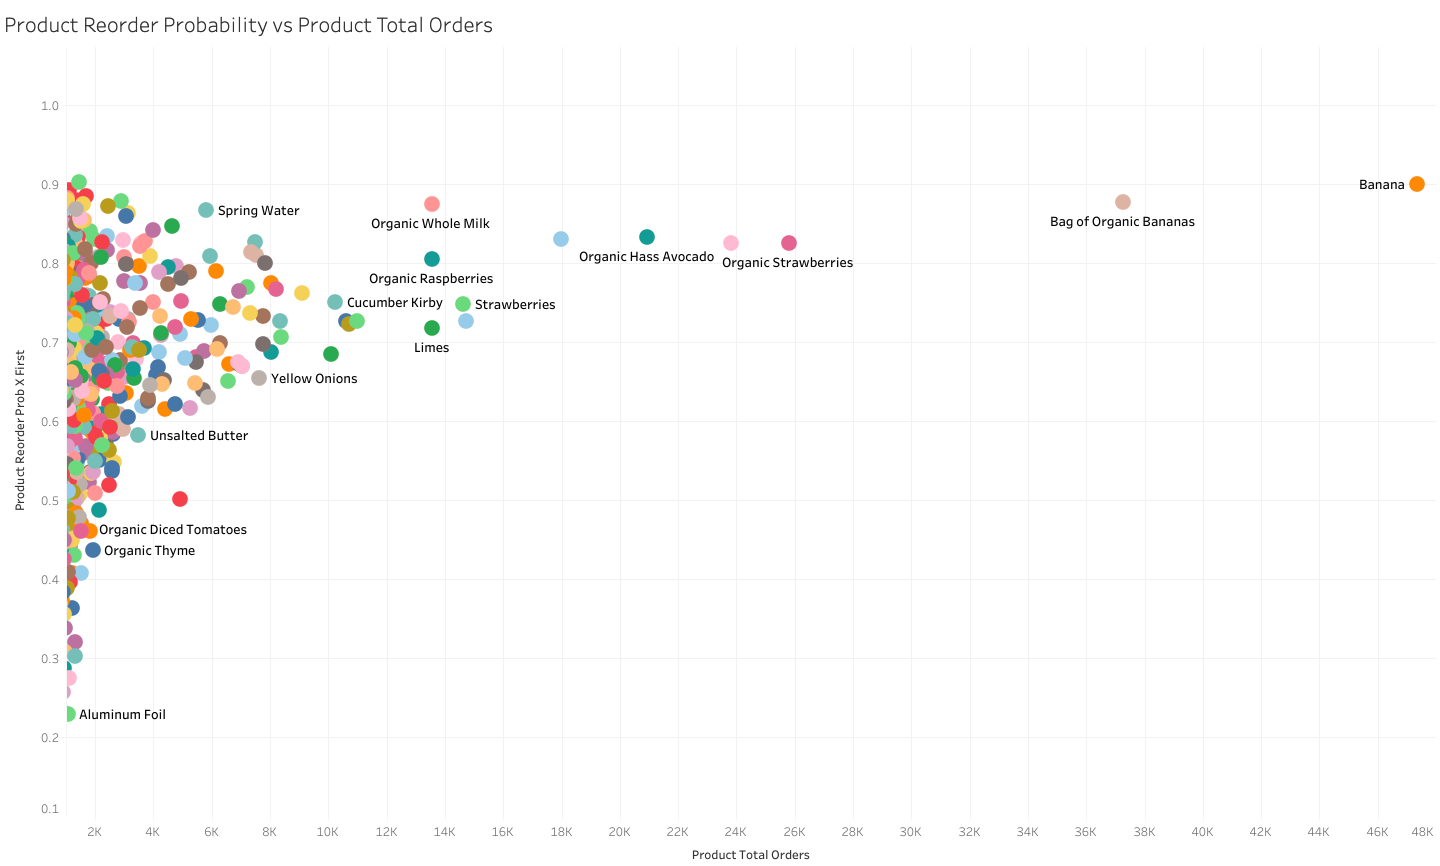 Product Reorder Probability vs Product Total Orders
1.0
0.9
Banana
Bag of Organic Bananas
Spring Water
Organic Whole Milk
Organic Hass Avocado
Organic Strawberries
0.8
Organic Raspberries
Cucumber Kirby
Strawberries
Limes
0.7
Yellow Onions
0.6
Unsalted Butter
0.5
Organic Diced Tomatoes
Organic Thyme
0.4
0.3
Aluminum Foil
0.2
0.1
Product Reorder Prob X First
2K 4K 6K 8K 10K 12K 14K 16K 18K 20K 22K 24K 26K 28K 30K 32K 34K 36K 38K 40K 42K 44K 46K 48K
Product Total Orders